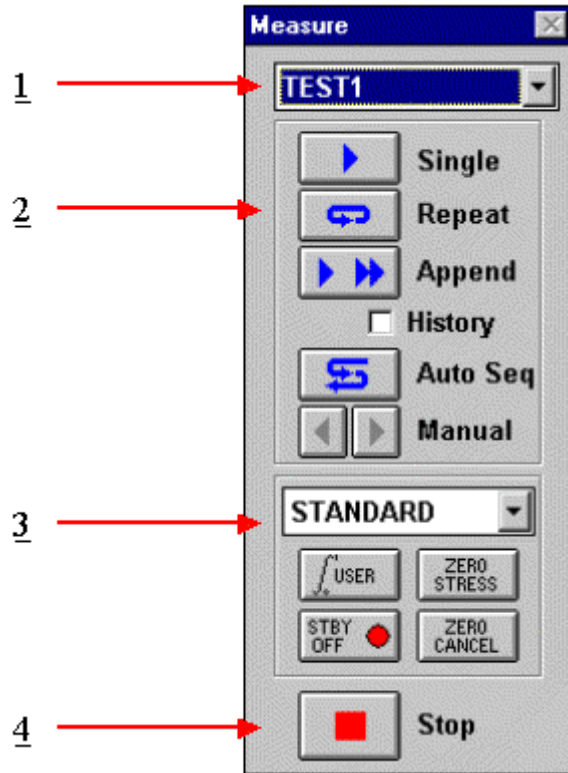 Measure
1
TEST1
Single
2
Repeat
Append
History
Auto Seq
Manual
3
STANDARD
USER
ZERO
STRESS
STBY
OFF
ZERO
CANCEL
4
Stop